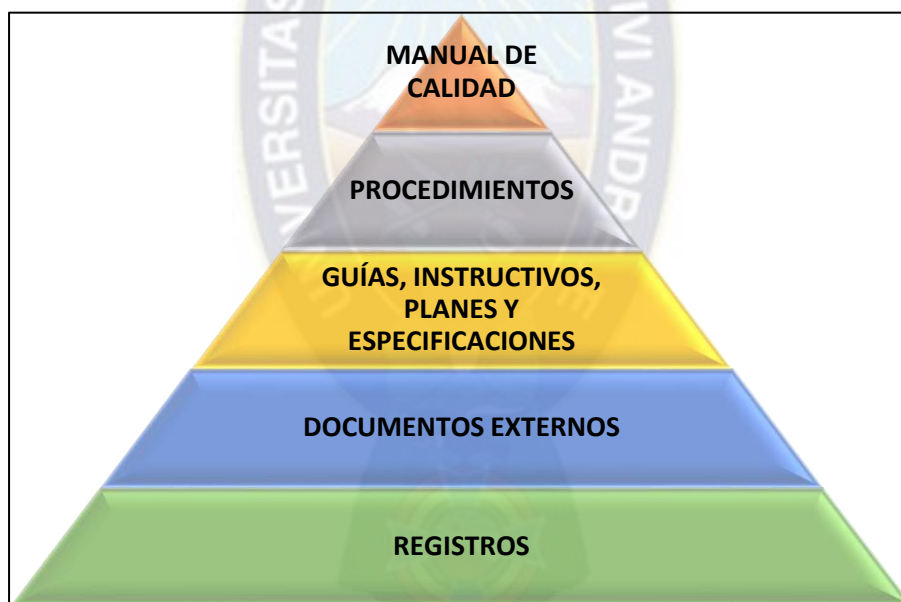 MANUAL DE
CALIDAD
PROCEDIMIENTOS
GUÍAS, INSTRUCTIVOS,
PLANES Y
ESPECIFICACIONES
DOCUMENTOS EXTERNOS
REGISTROS